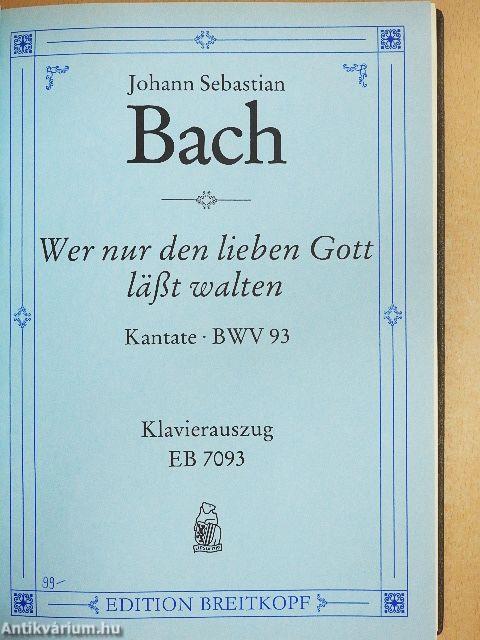 Johann Sebastian
Bach
Wer nur den lieben Gott
läßt walten
Kantate · BWV 93
Klavierauszug
EB 7093
99-
EDITION BREITKOPF
Antikvárium.hu